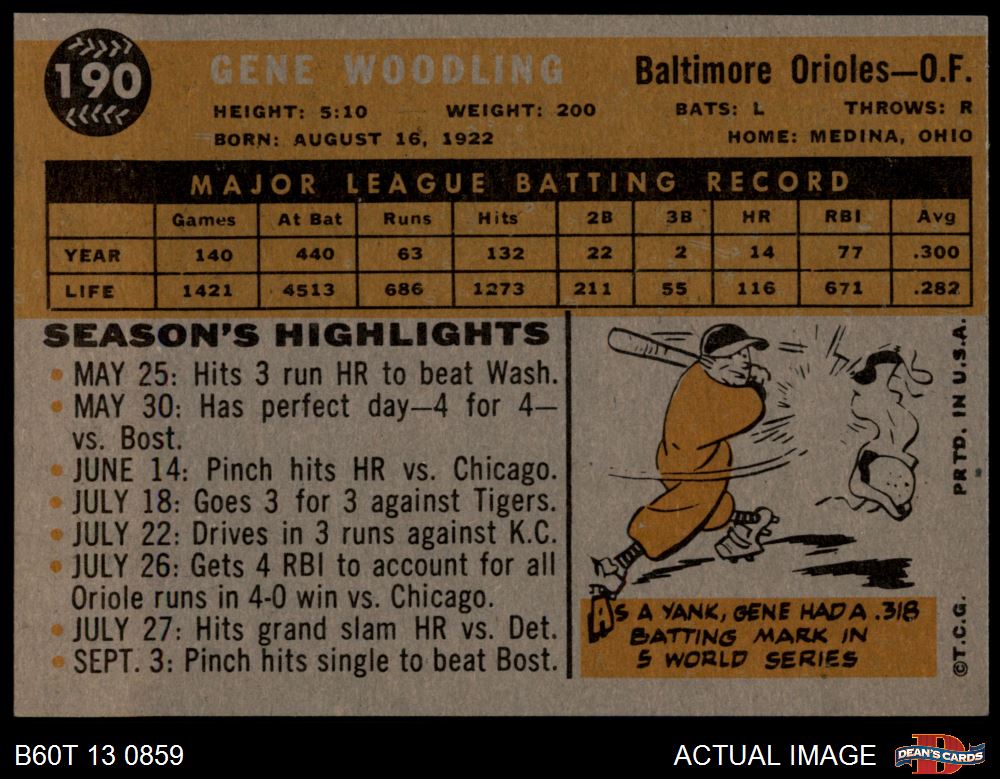 190
GENE WOODLING
Baltimore Orioles—O.F.
HEIGHT: 5:10 WEIGHT: 200 BATS: L THROWS: R
BORN: AUGUST 16, 1922 HOME: MEDINA, OHIO
MAJOR LEAGUE BATTING RECORD
Games At Bat Runs Hits 2B 3B HR RBI Avg
YEAR 140 440 63 132 22 2 14 77 .300
LIFE 1421 4513 686 1273 211 55 116 671 .282
SEASON'S HIGHLIGHTS
• MAY 25: Hits 3 run HR to beat Wash.
• MAY 30: Has perfect day—4 for 4—
vs. Bost.
• JUNE 14: Pinch hits HR vs. Chicago.
• JULY 18: Goes 3 for 3 against Tigers.
• JULY 22: Drives in 3 runs against K.C.
• JULY 26: Gets 4 RBI to account for all
Oriole runs in 4-0 win vs. Chicago.
• JULY 27: Hits grand slam HR vs. Det.
• SEPT. 3: Pinch hits single to beat Bost.
AS A YANK, GENE HAD A .318
BATTING MARK IN
5 WORLD SERIES
©T.C.G. PRTD. IN U.S.A.
B60T 13 0859
ACTUAL IMAGE
D
DEAN'S CARDS